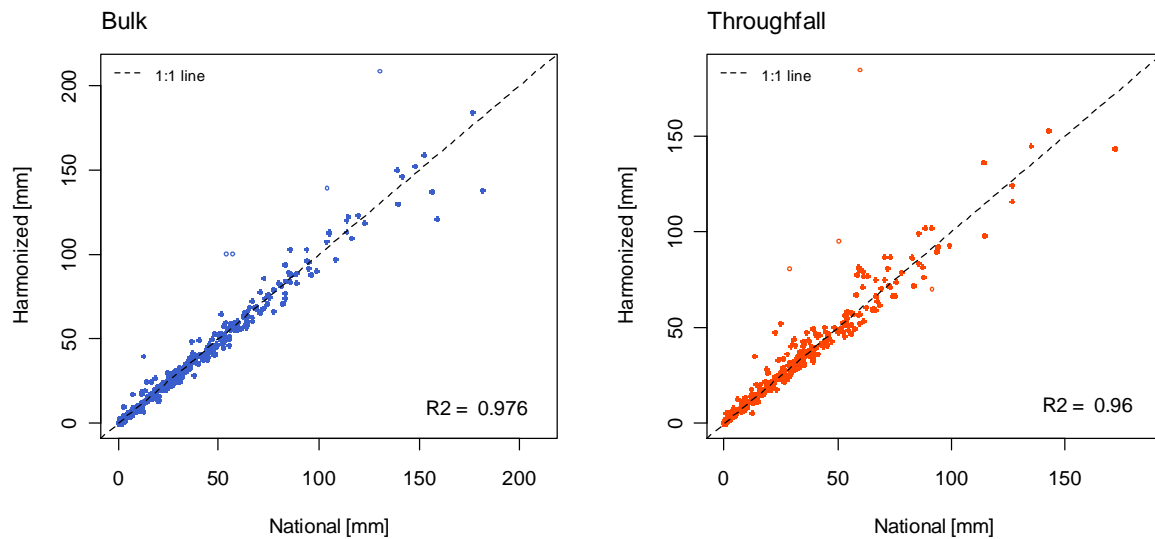 Bulk
1:1 line
200
150
100
50
0
Harmonized [mm]
R2 = 0.976
0 50 100 150 200
National [mm]
Throughfall
1:1 line
150
100
50
0
Harmonized [mm]
R2 = 0.96
0 50 100 150
National [mm]